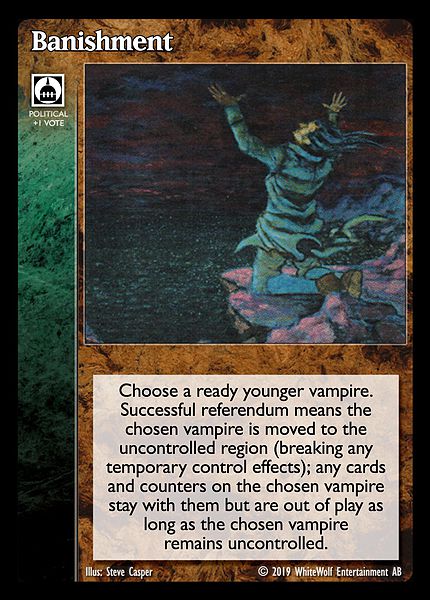 Banishment
POLITICAL
+1 VOTE
Choose a ready younger vampire.
Successful referendum means the
chosen vampire is moved to the
uncontrolled region (breaking any
temporary control effects); any cards
and counters on the chosen vampire
stay with them but are out of play as
long as the chosen vampire
remains uncontrolled.
Illus: Steve Casper © 2019 WhiteWolf Entertainment AB